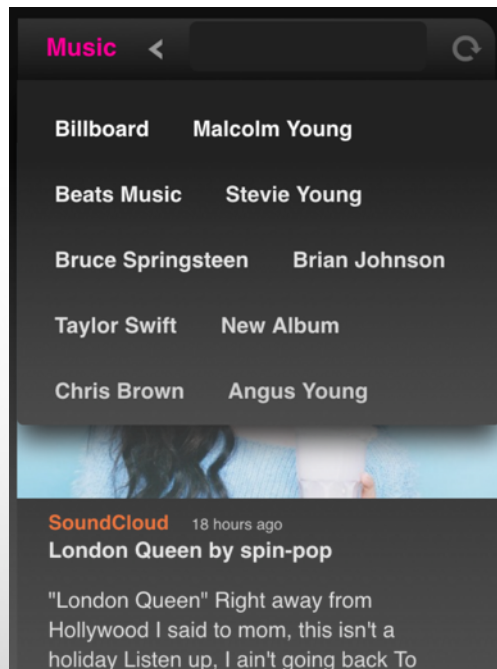 Music
Billboard Malcolm Young
Beats Music Stevie Young
Bruce Springsteen Brian Johnson
Taylor Swift New Album
Chris Brown Angus Young
SoundCloud 18 hours ago
London Queen by spin-pop
"London Queen" Right away from
Hollywood I said to mom, this isn't a
holiday Listen up, I ain't going back To